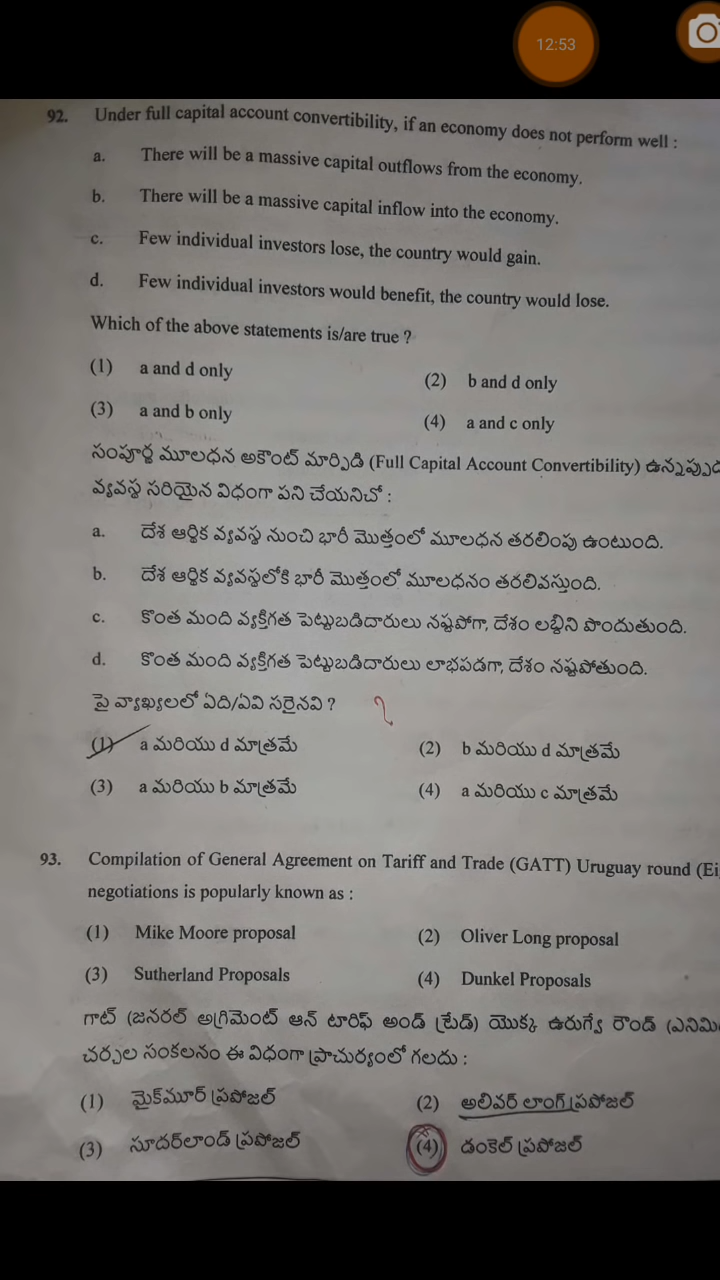 12:53
92. Under full capital account convertibility, if an economy does not perform well :
a. There will be a massive capital outflows from the economy.
b. There will be a massive capital inflow into the economy.
c. Few individual investors lose, the country would gain.
d. Few individual investors would benefit, the country would lose.
Which of the above statements is/are true ?
(1) a and d only
(2) b and d only
(3) a and b only
(4) a and c only
సంపూర్ణ మూలధన అకౌంట్ మార్పిడి (Full Capital Account Convertibility) ఉన్నప్పుడు
వ్యవస్థ సరియైన విధంగా పని చేయనిచో :
a. దేశ ఆర్థిక వ్యవస్థ నుంచి భారీ మొత్తంలో మూలధన తరలింపు ఉంటుంది.
b. దేశ ఆర్థిక వ్యవస్థలోకి భారీ మొత్తంలో మూలధనం తరలివస్తుంది.
c. కొంత మంది వ్యక్తిగత పెట్టుబడిదారులు నష్టపోగా, దేశం లబ్ధిని పొందుతుంది.
d. కొంత మంది వ్యక్తిగత పెట్టుబడిదారులు లాభపడగా, దేశం నష్టపోతుంది.
పై వ్యాఖ్యలలో ఏది/ఏవి సరైనవి ?
(1) a మరియు d మాత్రమే
(2) b మరియు d మాత్రమే
(3) a మరియు b మాత్రమే
(4) a మరియు c మాత్రమే
93. Compilation of General Agreement on Tariff and Trade (GATT) Uruguay round (Ei
negotiations is popularly known as :
(1) Mike Moore proposal
(2) Oliver Long proposal
(3) Sutherland Proposals
(4) Dunkel Proposals
గాట్ (జనరల్ అగ్రిమెంట్ ఆన్ టారిఫ్ అండ్ ట్రేడ్) యొక్క ఉరుగ్వే రౌండ్ (ఎనిమి
చర్చల సంకలనం ఈ విధంగా ప్రాచుర్యంలో గలదు :
(1) మైక్‌మూర్ ప్రపోజల్
(2) అలివర్ లాంగ్ ప్రపోజల్
(3) సూదర్‌లాండ్ ప్రపోజల్
(4) డంకెల్ ప్రపోజల్